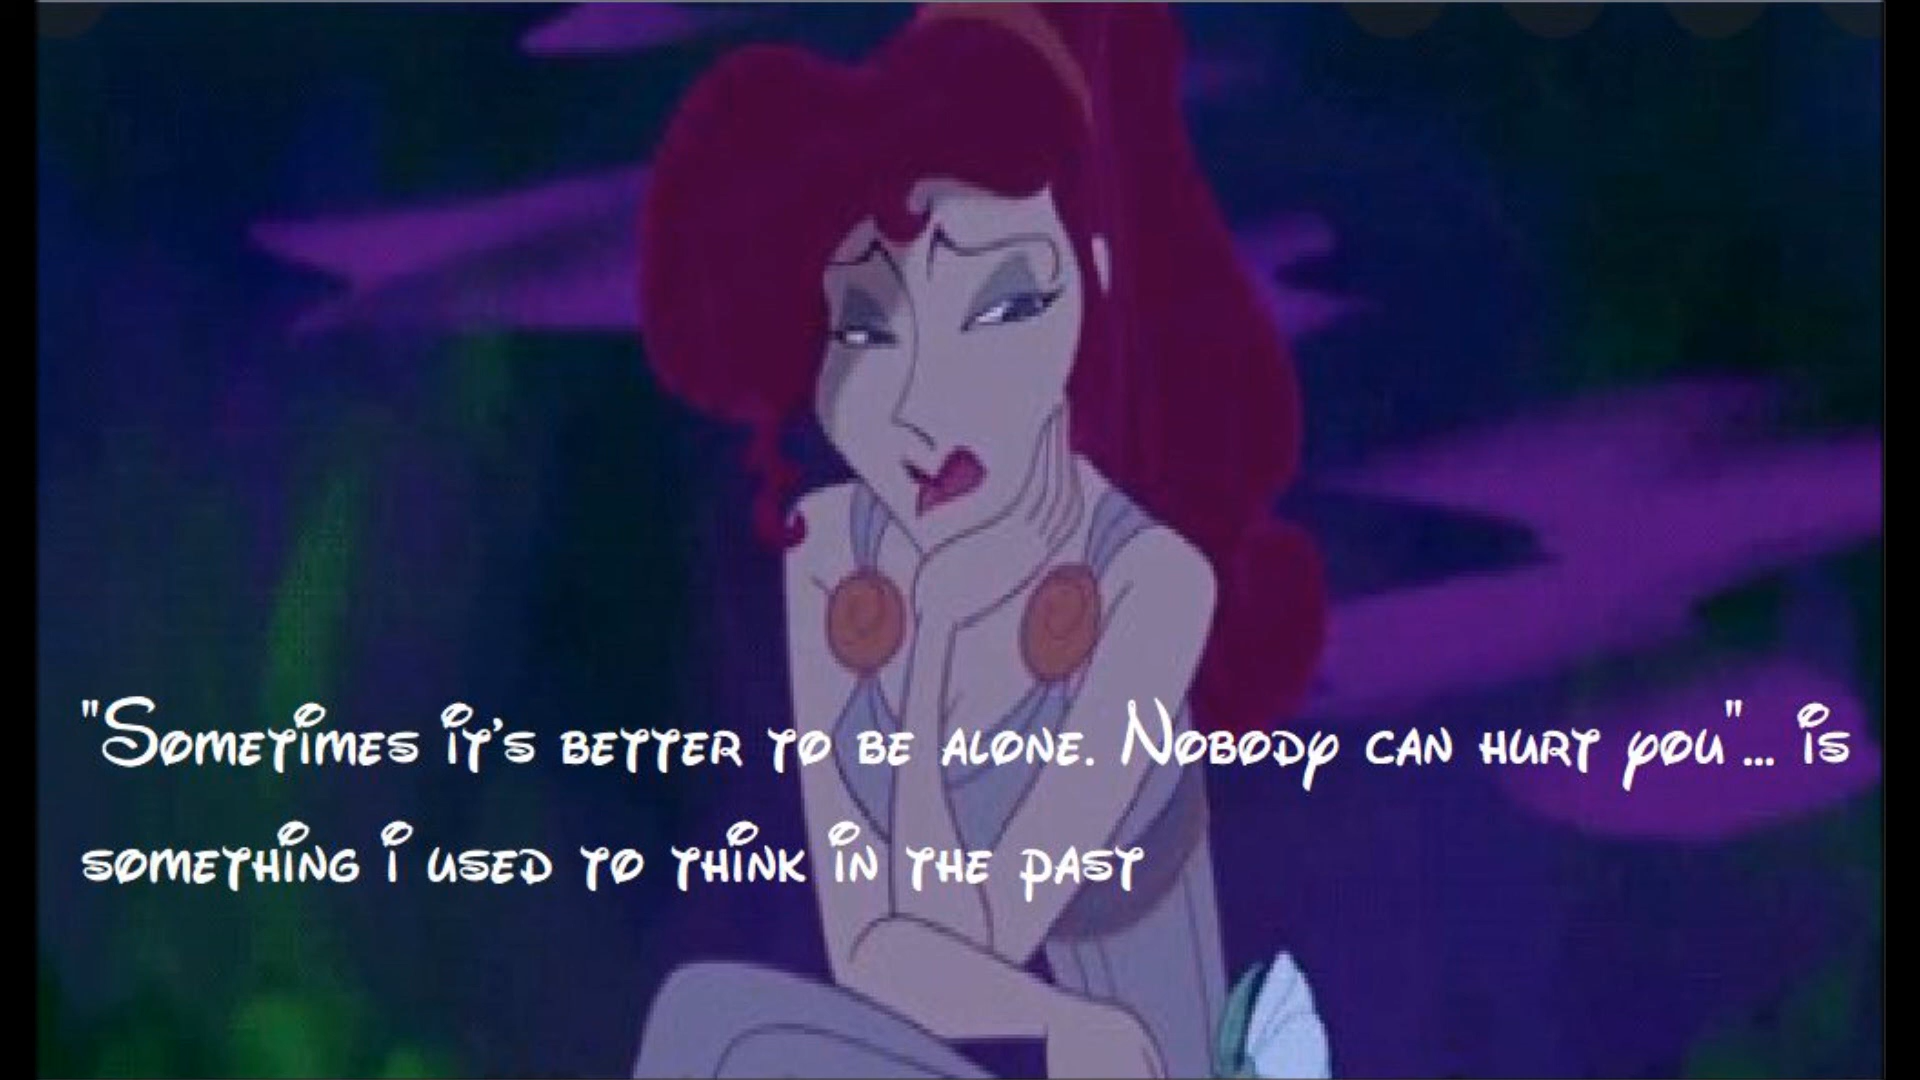 "Sometimes it's better to be alone. Nobody can hurt you"... is
something i used to think in the past